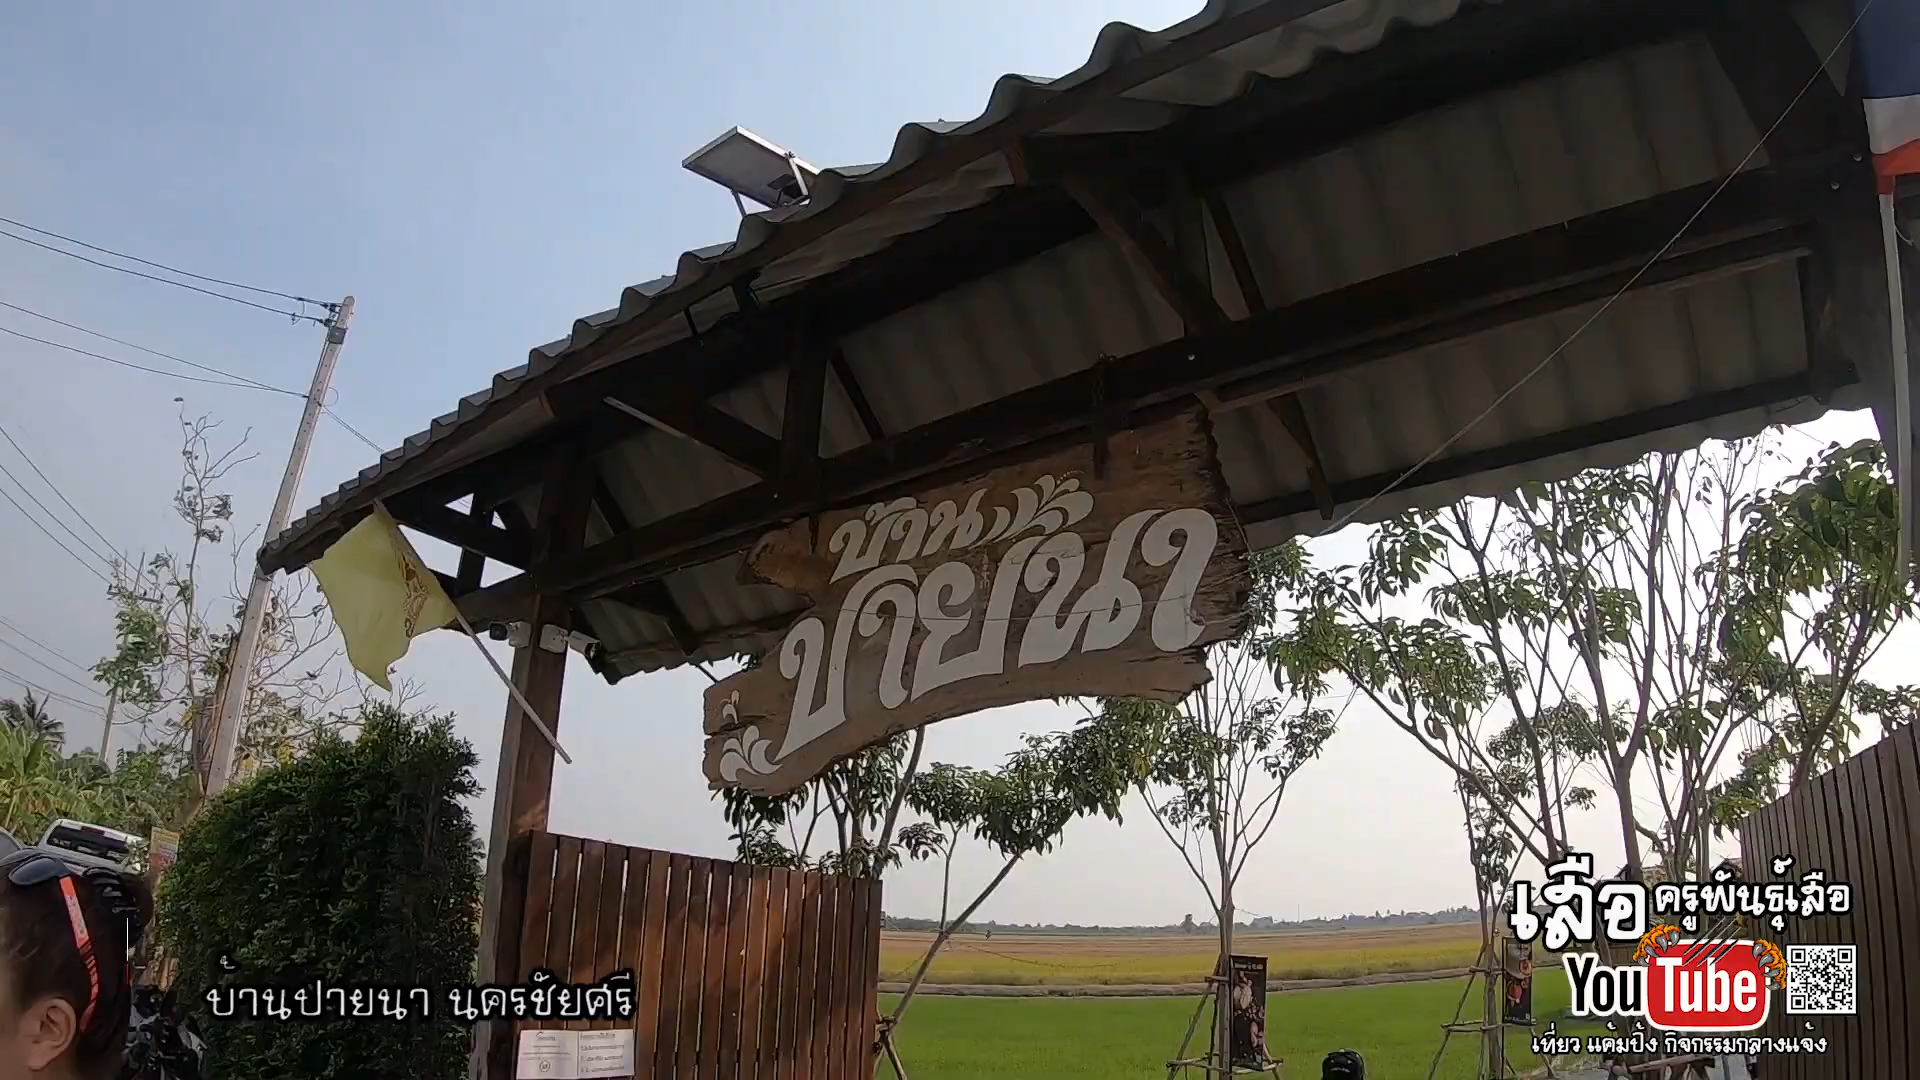 บ้าน
ปายนา
บ้านปายนา นครชัยศรี
เสือ ครูพันธุ์เสือ
YouTube
เที่ยว แค้มปิ้ง กิจกรรมกลางแจ้ง